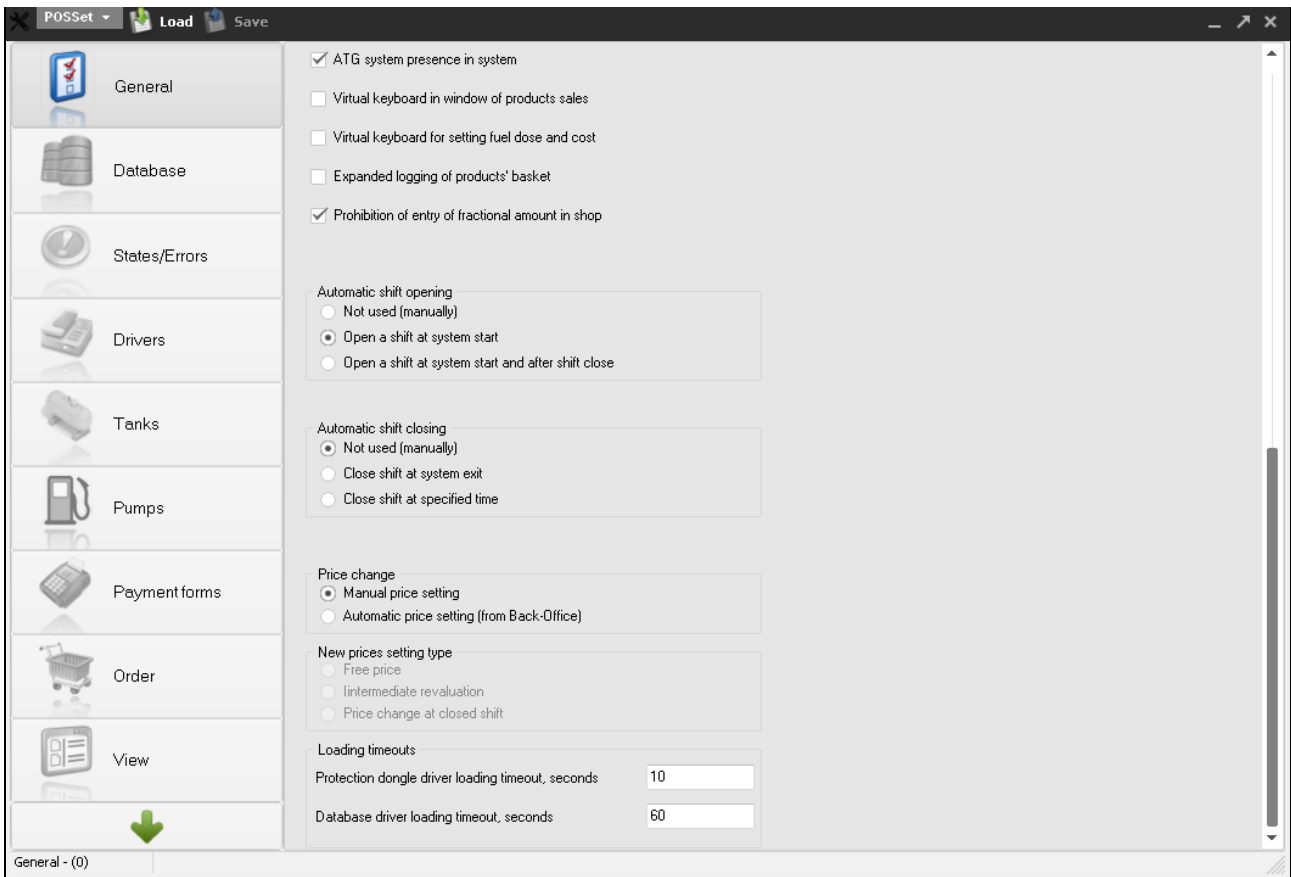 POSSet Load Save
General
Database
States/Errors
Drivers
Tanks
Pumps
Payment forms
Order
View
ATG system presence in system
Virtual keyboard in window of products sales
Virtual keyboard for setting fuel dose and cost
Expanded logging of products' basket
Prohibition of entry of fractional amount in shop
Automatic shift opening
Not used (manually)
Open a shift at system start
Open a shift at system start and after shift close
Automatic shift closing
Not used (manually)
Close shift at system exit
Close shift at specified time
Price change
Manual price setting
Automatic price setting (from Back-Office)
New prices setting type
Free price
Iintermediate revaluation
Price change at closed shift
Loading timeouts
Protection dongle driver loading timeout, seconds 10
Database driver loading timeout, seconds 60
General - (0)